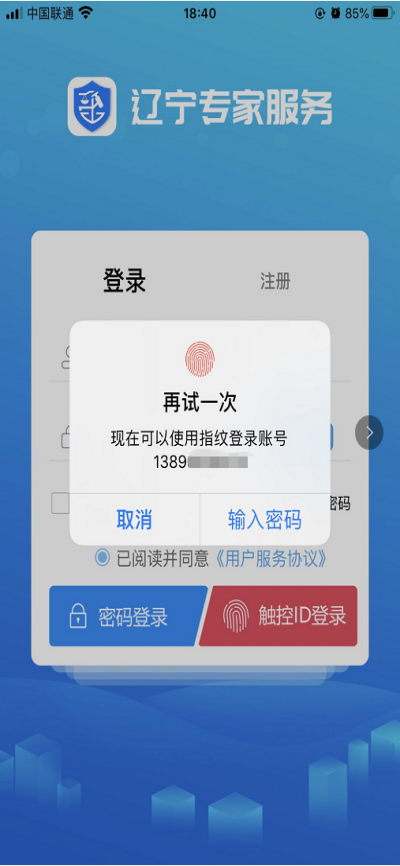 中国联通
18:40
85%
辽宁专家服务
登录
注册
再试一次
现在可以使用指纹登录账号
1389
密码
取消
输入密码
已阅读并同意《用户服务协议》
密码登录
触控ID登录